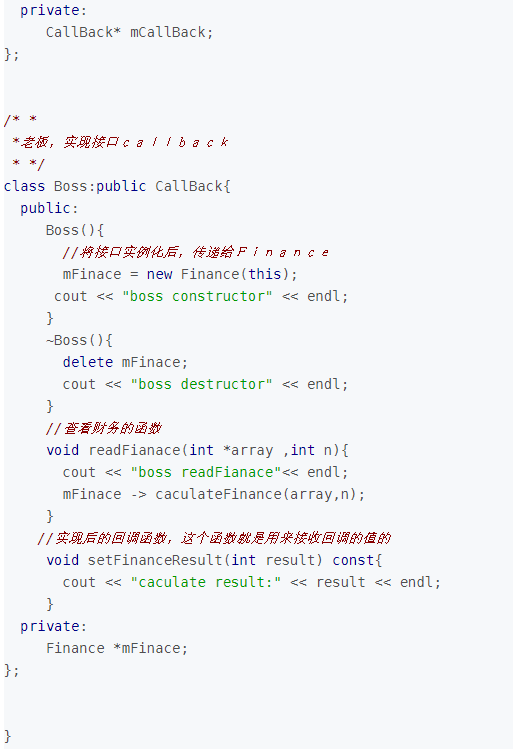 private:
CallBack* mCallBack;
};
/* *
*老板，实现接口ｃａｌｌｂａｃｋ
* */
class Boss:public CallBack{
public:
Boss(){
//将接口实例化后，传递给Ｆｉｎａｎｃｅ
mFinace = new Finance(this);
cout << "boss constructor" << endl;
}
~Boss(){
delete mFinace;
cout << "boss destructor" << endl;
}
//查看财务的函数
void readFianace(int *array ,int n){
cout << "boss readFianace"<< endl;
mFinace -> caculateFinance(array,n);
}
//实现后的回调函数，这个函数就是用来接收回调的值的
void setFinanceResult(int result) const{
cout << "caculate result:" << result << endl;
}
private:
Finance *mFinace;
};
}